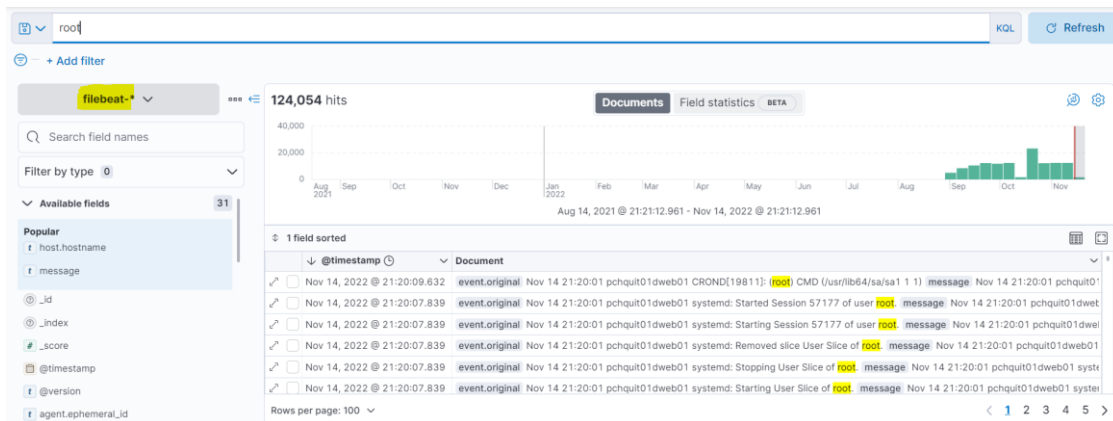 root
KQL
Refresh
+ Add filter
filebeat-*
Search field names
Filter by type 0
Available fields 31
Popular
t host.hostname
t message
_id
_index
# _score
@timestamp
t @version
t agent.ephemeral_id
124,054 hits
Documents
Field statistics BETA
40,000
20,000
0
Aug 2021 Sep Oct Nov Dec Jan 2022 Feb Mar Apr May Jun Jul Aug Sep Oct Nov
Aug 14, 2021 @ 21:21:12.961 - Nov 14, 2022 @ 21:21:12.961
1 field sorted
@timestamp Document
Nov 14, 2022 @ 21:20:09.632 event.original Nov 14 21:20:01 pchquit01dweb01 CROND[19811]: (root) CMD (/usr/lib64/sa/sa1 1 1) message Nov 14 21:20:01 pchquit01
Nov 14, 2022 @ 21:20:07.839 event.original Nov 14 21:20:01 pchquit01dweb01 systemd: Started Session 57177 of user root. message Nov 14 21:20:01 pchquit01dwet
Nov 14, 2022 @ 21:20:07.839 event.original Nov 14 21:20:01 pchquit01dweb01 systemd: Starting Session 57177 of user root. message Nov 14 21:20:01 pchquit01dwe
Nov 14, 2022 @ 21:20:07.839 event.original Nov 14 21:20:01 pchquit01dweb01 systemd: Removed slice User Slice of root. message Nov 14 21:20:01 pchquit01dweb01
Nov 14, 2022 @ 21:20:07.839 event.original Nov 14 21:20:01 pchquit01dweb01 systemd: Stopping User Slice of root. message Nov 14 21:20:01 pchquit01dweb01 syste
Nov 14, 2022 @ 21:20:07.839 event.original Nov 14 21:20:01 pchquit01dweb01 systemd: Starting User Slice of root. message Nov 14 21:20:01 pchquit01dweb01 syster
Rows per page: 100
1 2 3 4 5